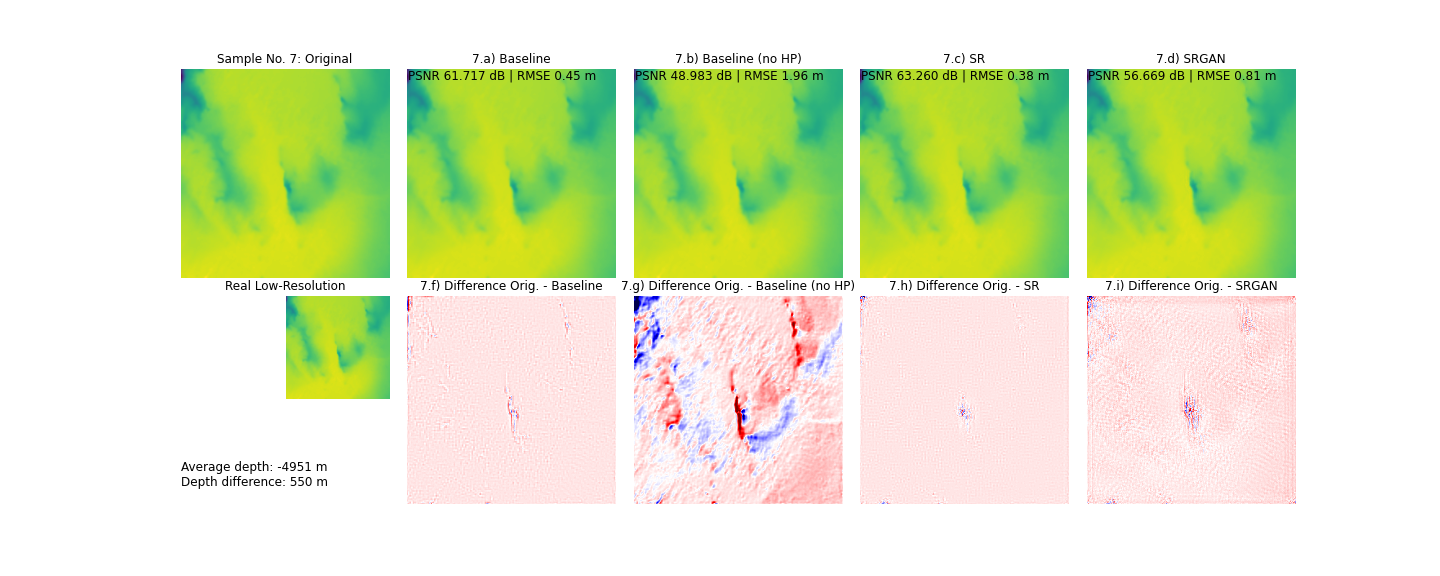 Sample No. 7: Original
7.a) Baseline
7.b) Baseline (no HP)
7.c) SR
7.d) SRGAN
PSNR 61.717 dB | RMSE 0.45 m
PSNR 48.983 dB | RMSE 1.96 m
PSNR 63.260 dB | RMSE 0.38 m
PSNR 56.669 dB | RMSE 0.81 m
Real Low-Resolution
7.f) Difference Orig. - Baseline
7.g) Difference Orig. - Baseline (no HP)
7.h) Difference Orig. - SR
7.i) Difference Orig. - SRGAN
Average depth: -4951 m
Depth difference: 550 m